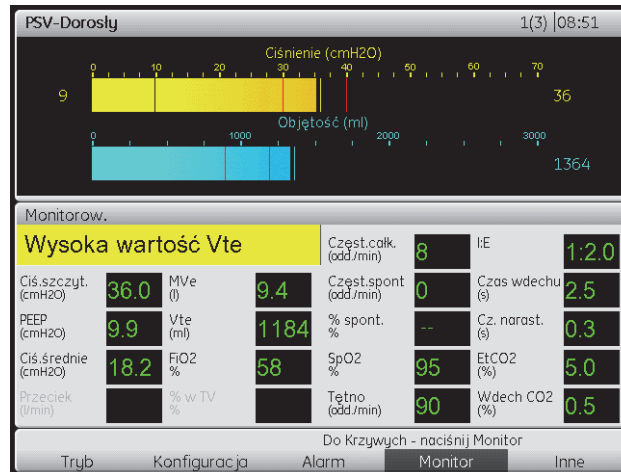 PSV-Dorosły 1(3) |08:51
Ciśnienie (cmH2O)
0 10 20 30 40 50 60 70
9 36
Objętość (ml)
0 1000 2000 3000
1364
Monitorow.
Wysoka wartość Vte
Częst.całk. (odd./min) 8 I:E 1:2.0
Ciś.szczyt. (cmH2O) 36.0 MVe (l) 9.4 Częst.spont (odd./min) 0 Czas wdechu (s) 2.5
PEEP (cmH2O) 9.9 Vte (ml) 1184 % spont. % -- Cz. narast. (s) 0.3
Ciś.średnie (cmH2O) 18.2 FiO2 % 58 SpO2 % 95 EtCO2 (%) 5.0
Przeciek (l/min) % w TV % Tętno (odd./min) 90 Wdech CO2 (%) 0.5
Do Krzywych - naciśnij Monitor
Tryb Konfiguracja Alarm Monitor Inne